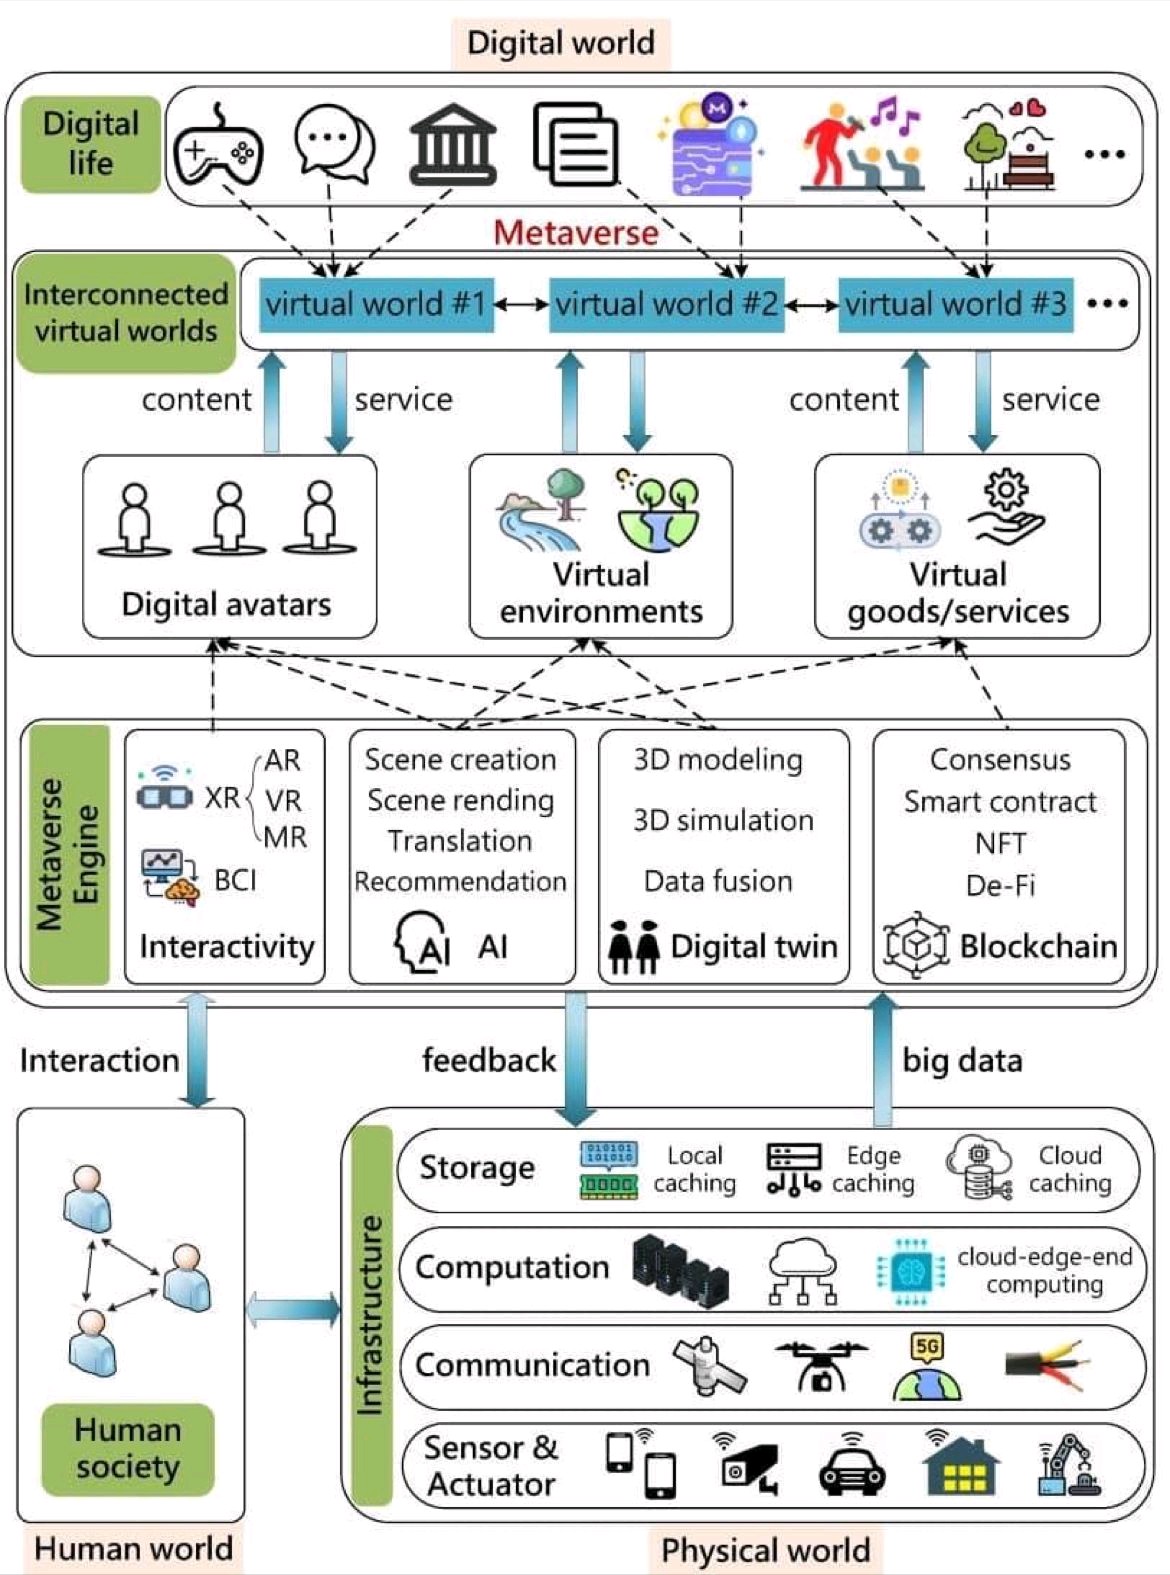 Digital world
Digital
life
Metaverse
Interconnected
virtual worlds
virtual world #1
virtual world #2
virtual world #3
content
service
content
service
Digital avatars
Virtual
environments
Virtual
goods/services
Metaverse
Engine
XR
AR
VR
MR
BCI
Interactivity
Scene creation
Scene rending
Translation
Recommendation
AI
AI
3D modeling
3D simulation
Data fusion
Digital twin
Consensus
Smart contract
NFT
De-Fi
Blockchain
Interaction
feedback
big data
Human
society
Human world
Infrastructure
Storage
010101
101010
Local
caching
Edge
caching
Cloud
caching
Computation
cloud-edge-end
computing
Communication
5G
Sensor &
Actuator
Physical world